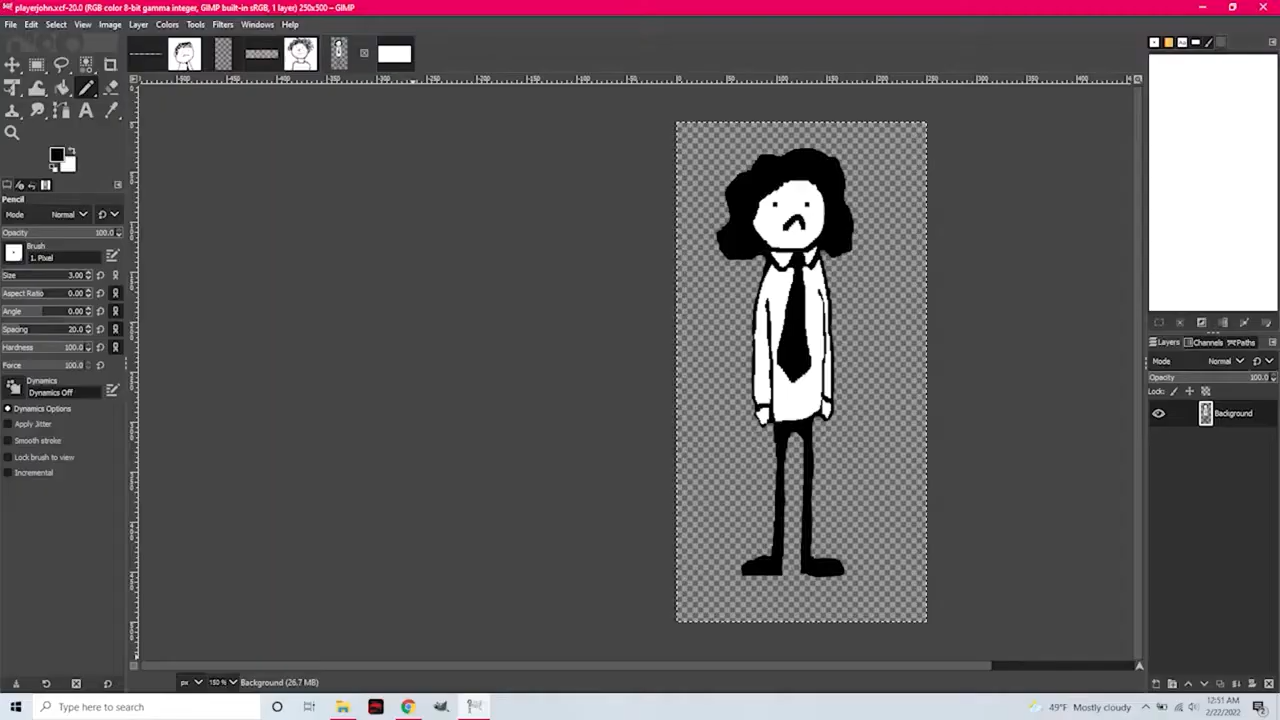 playerjohn.xcf-20.0 (RGB color 8-bit gamma integer, GIMP built-in sRGB, 1 layer) 250x500 – GIMP
File Edit Select View Image Layer Colors Tools Filters Windows Help
Pencil
Mode Normal
Opacity 100.0
Brush
1. Pixel
Size 3.00
Aspect Ratio 0.00
Angle 0.00
Spacing 20.0
Hardness 100.0
Force 100.0
Dynamics
Dynamics Off
Dynamics Options
Apply Jitter
Smooth stroke
Lock brush to view
Incremental
Layers Channels Paths
Mode Normal
Opacity 100.0
Lock:
Background
px 150 % Background (26.7 MB)
Type here to search
49°F Mostly cloudy
12:51 AM
2/22/2022